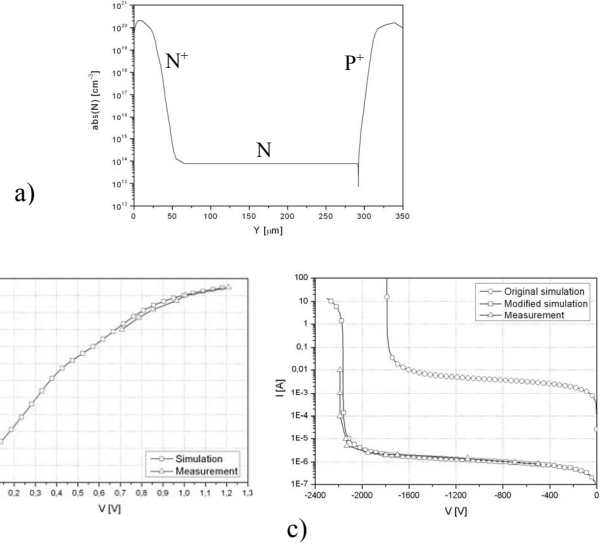 10²¹
10²⁰
10¹⁹
10¹⁸
10¹⁷
10¹⁶
10¹⁵
10¹⁴
10¹³
10¹²
abs(N) [cm⁻³]
N⁺
P⁺
N
0 50 100 150 200 250 300 350
Y [µm]
a)
Simulation
Measurement
0,2 0,3 0,4 0,5 0,6 0,7 0,8 0,9 1,0 1,1 1,2 1,3
V [V]
100
10
1
0,1
0,01
1E-3
1E-4
1E-5
1E-6
1E-7
I [A]
Original simulation
Modified simulation
Measurement
-2400 -2000 -1600 -1200 -800 -400 0
V [V]
c)